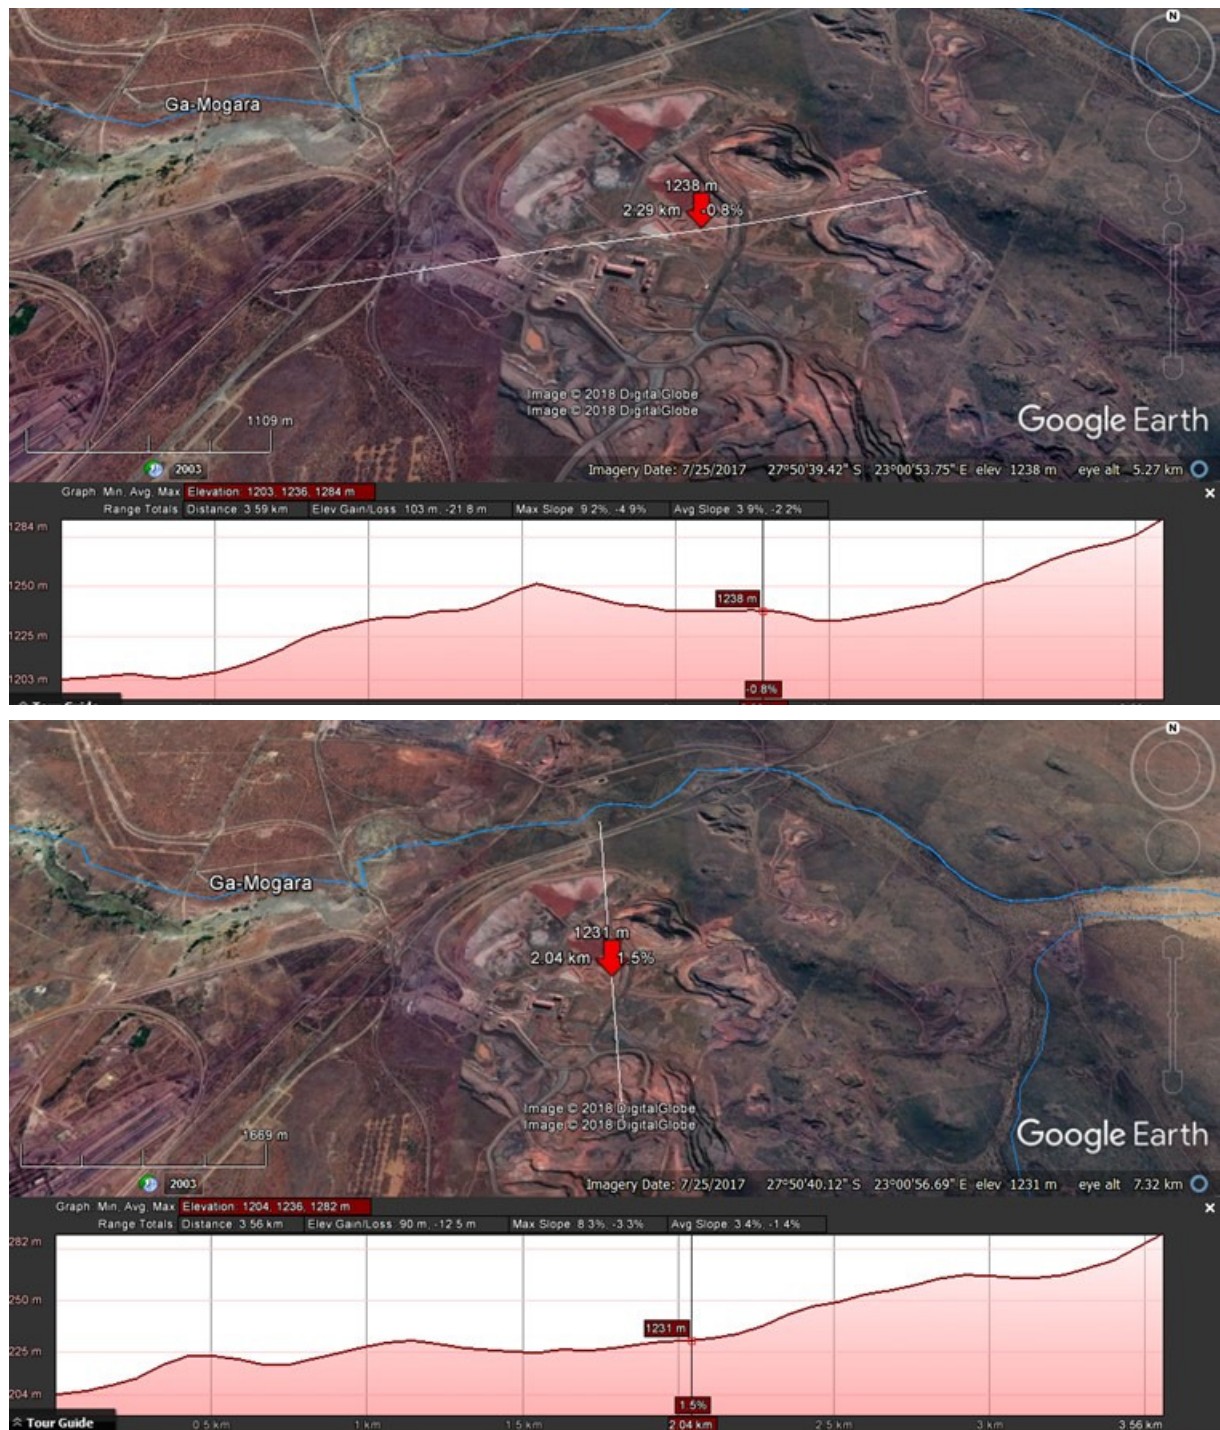 N
Ga-Mogara
1238 m
2.29 km -0.8%
Image © 2018 DigitalGlobe
Image © 2018 DigitalGlobe
1109 m
Google Earth
2003
Imagery Date: 7/25/2017 27°50'39.42" S 23°00'53.75" E elev 1238 m eye alt 5.27 km
Graph: Min, Avg, Max Elevation: 1203, 1236, 1284 m
Range Totals: Distance: 3.59 km Elev Gain/Loss: 103 m, -21.8 m Max Slope: 9.2%, -4.9% Avg Slope: 3.9%, -2.2%
1284 m
1250 m
1238 m
1225 m
1203 m
-0.8%
N
Ga-Mogara
1231 m
2.04 km 1.5%
Image © 2018 DigitalGlobe
Image © 2018 DigitalGlobe
1669 m
Google Earth
2003
Imagery Date: 7/25/2017 27°50'40.12" S 23°00'56.69" E elev 1231 m eye alt 7.32 km
Graph: Min, Avg, Max Elevation: 1204, 1236, 1282 m
Range Totals: Distance: 3.56 km Elev Gain/Loss: 90 m, -12.5 m Max Slope: 8.3%, -3.3% Avg Slope: 3.4%, -1.4%
282 m
250 m
1231 m
225 m
204 m
1.5%
Tour Guide 0.5 km 1 km 1.5 km 2.04 km 2.5 km 3 km 3.56 km